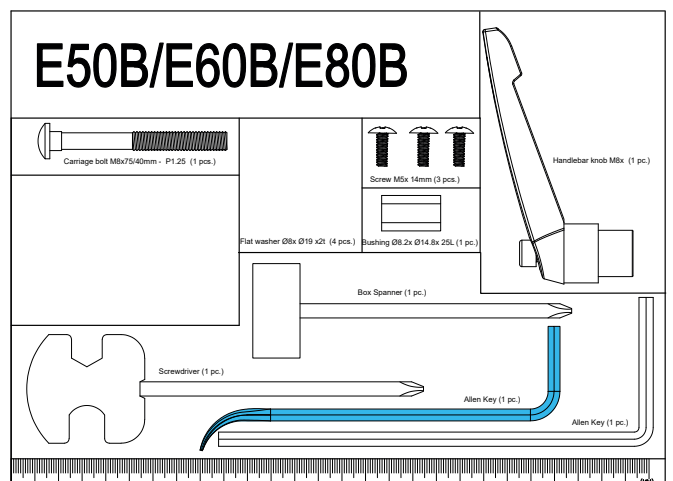 E50B/E60B/E80B
Carriage bolt M8x75/40mm - P1.25 (1 pcs.)
Screw M5x 14mm (3 pcs.)
Handlebar knob M8x (1 pc.)
Flat washer Ø8x Ø19 x2t (4 pcs.)
Bushing Ø8.2x Ø14.8x 25L (1 pc.)
Box Spanner (1 pc.)
Screwdriver (1 pc.)
Allen Key (1 pc.)
Allen Key (1 pc.)